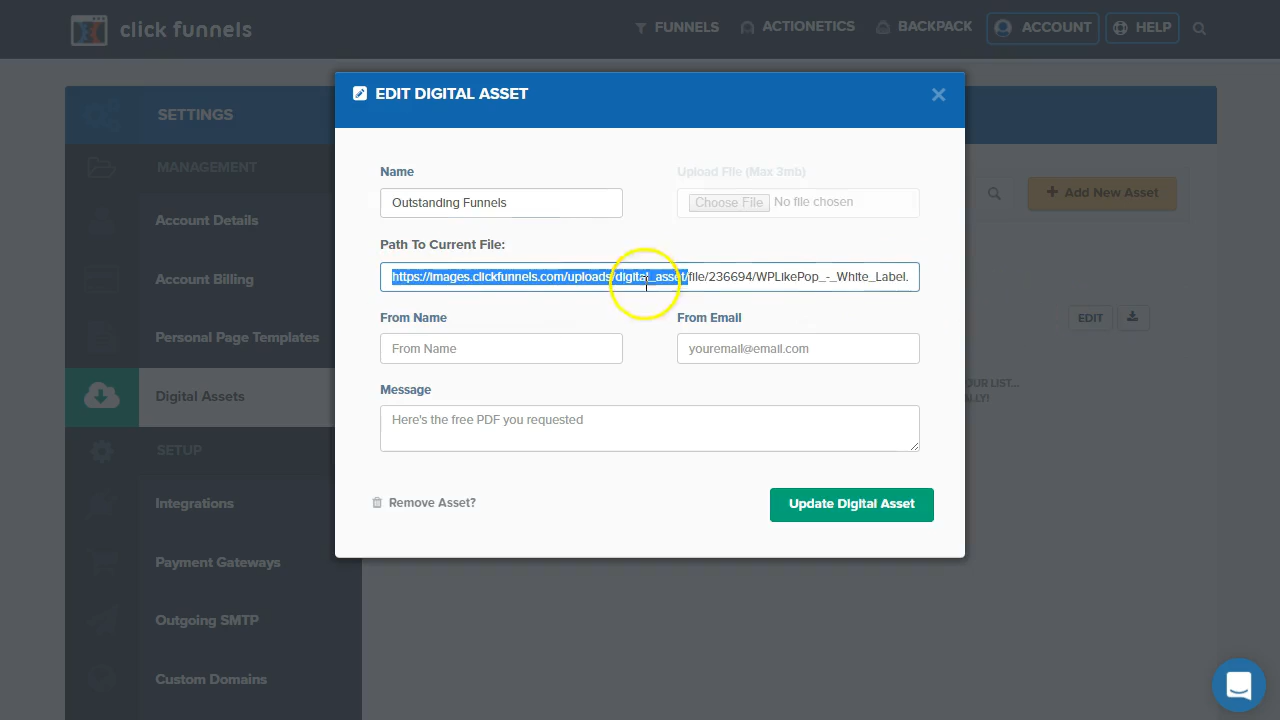 click funnels
FUNNELS
ACTIONETICS
BACKPACK
ACCOUNT
HELP
SETTINGS
MANAGEMENT
Account Details
Account Billing
Personal Page Templates
Digital Assets
SETUP
Integrations
Payment Gateways
Outgoing SMTP
Custom Domains
+ Add New Asset
EDIT
UR LIST...
LY!
EDIT DIGITAL ASSET
Name
Upload File (Max 3mb)
Outstanding Funnels
Choose File No file chosen
Path To Current File:
https://images.clickfunnels.com/uploads/digital_asset/file/236694/WPLikePop_-_White_Label.
From Name
From Email
From Name
youremail@email.com
Message
Here's the free PDF you requested
Remove Asset?
Update Digital Asset